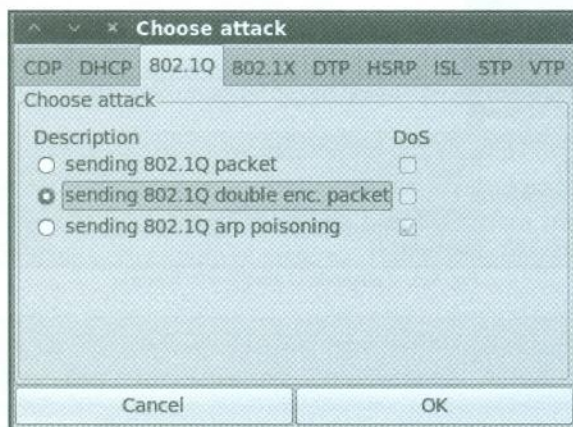 Choose attack
CDP DHCP 802.1Q 802.1X DTP HSRP ISL STP VTP
Choose attack
Description DoS
sending 802.1Q packet
sending 802.1Q double enc. packet
sending 802.1Q arp poisoning
Cancel OK